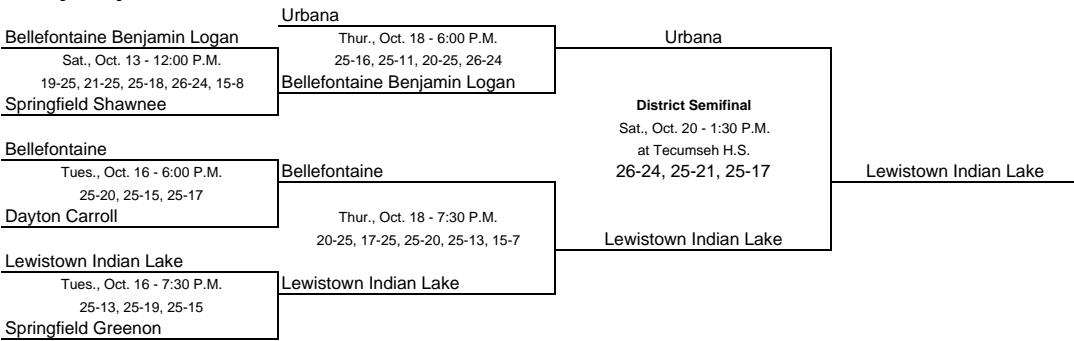 Urbana
Bellefontaine Benjamin Logan
Thur., Oct. 18 - 6:00 P.M.
Urbana
Sat., Oct. 13 - 12:00 P.M.
25-16, 25-11, 20-25, 26-24
19-25, 21-25, 25-18, 26-24, 15-8
Bellefontaine Benjamin Logan
Springfield Shawnee
District Semifinal
Sat., Oct. 20 - 1:30 P.M.
Bellefontaine
at Tecumseh H.S.
Tues., Oct. 16 - 6:00 P.M.
Bellefontaine
26-24, 25-21, 25-17
Lewistown Indian Lake
25-20, 25-15, 25-17
Dayton Carroll
Thur., Oct. 18 - 7:30 P.M.
20-25, 17-25, 25-20, 25-13, 15-7
Lewistown Indian Lake
Lewistown Indian Lake
Tues., Oct. 16 - 7:30 P.M.
Lewistown Indian Lake
25-13, 25-19, 25-15
Springfield Greenon